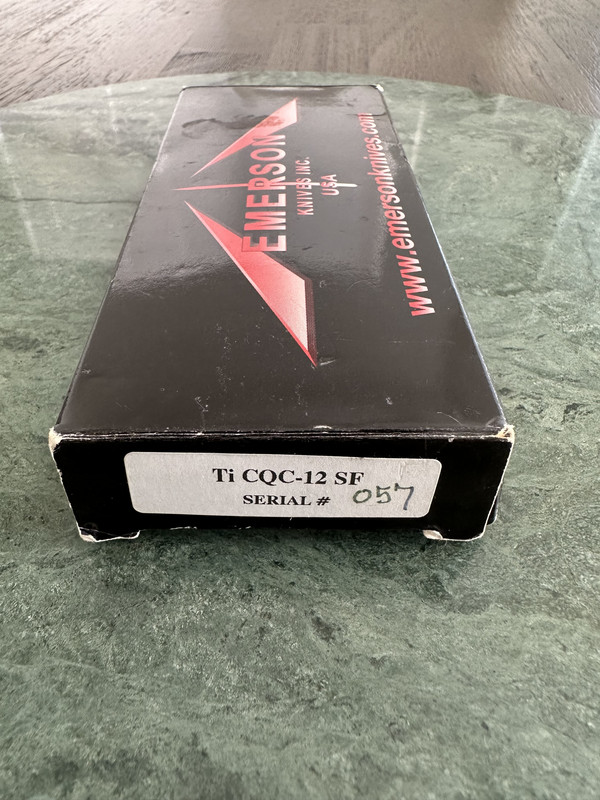 EMERSON
KNIVES INC.
USA
www.emersonknives.com
Ti CQC-12 SF
SERIAL # 057